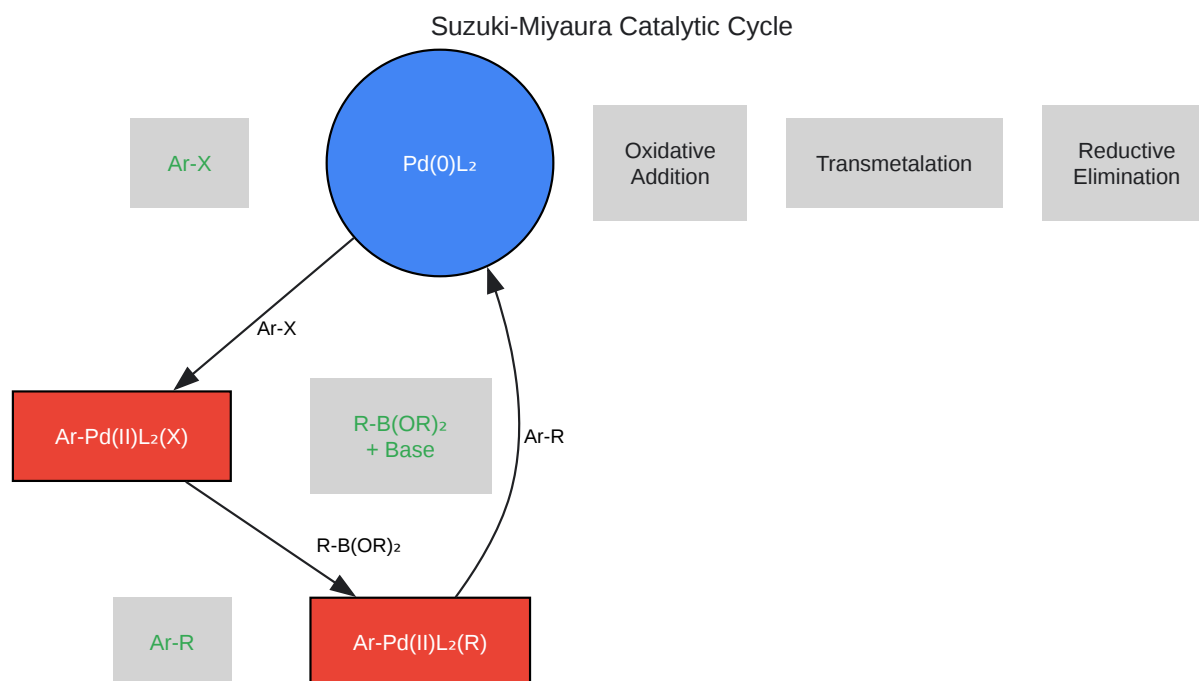 Suzuki-Miyaura Catalytic Cycle
Ar-X
Pd(0)L₂
Oxidative
Addition
Transmetalation
Reductive
Elimination
Ar-X
Ar-Pd(II)L₂(X)
R-B(OR)₂
+ Base
Ar-R
R-B(OR)₂
Ar-R
Ar-Pd(II)L₂(R)